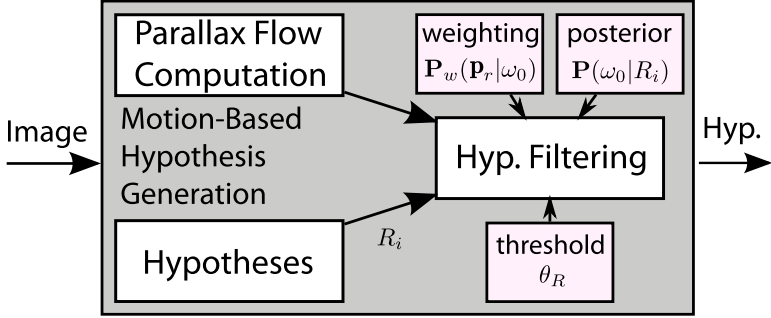 Image
Parallax Flow
Computation
Motion-Based
Hypothesis
Generation
Hypotheses
R_i
weighting
P_w(p_r|ω_0)
posterior
P(ω_0|R_i)
Hyp. Filtering
threshold
θ_R
Hyp.